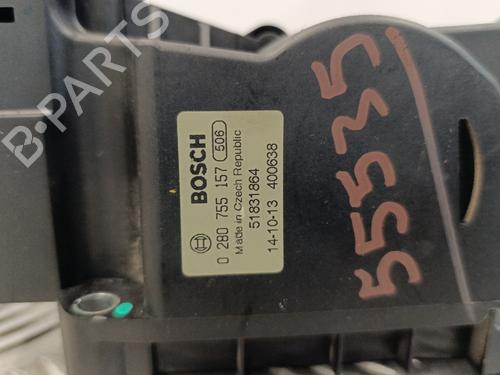 BOSCH
0 280 755 157 506
Made in Czech Republic
51831864
14-10-13 400638
55535
B-PARTS